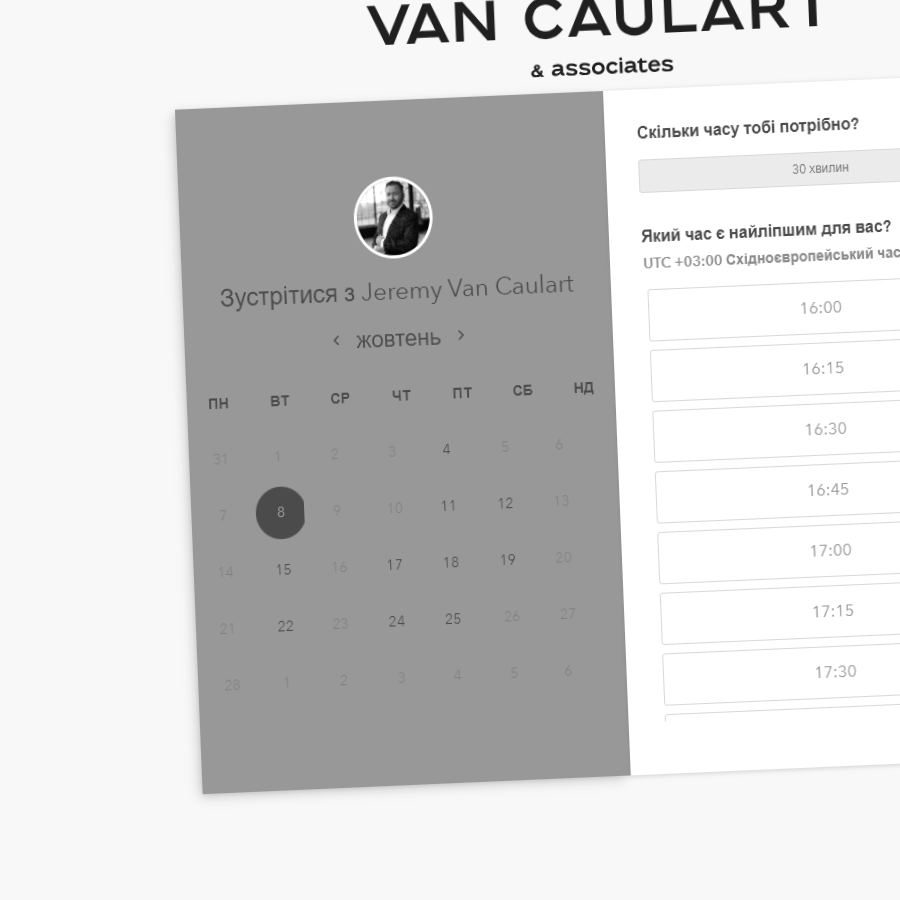 VAN CAULART
& associates
Зустрітися з Jeremy Van Caulart
‹ жовтень ›
ПН ВТ СР ЧТ ПТ СБ НД
31 1 2 3 4 5 6
7 8 9 10 11 12 13
14 15 16 17 18 19 20
21 22 23 24 25 26 27
28 1 2 3 4 5 6
Скільки часу тобі потрібно?
30 хвилин
Який час є найліпшим для вас?
UTC +03:00 Східноєвропейський час
16:00
16:15
16:30
16:45
17:00
17:15
17:30